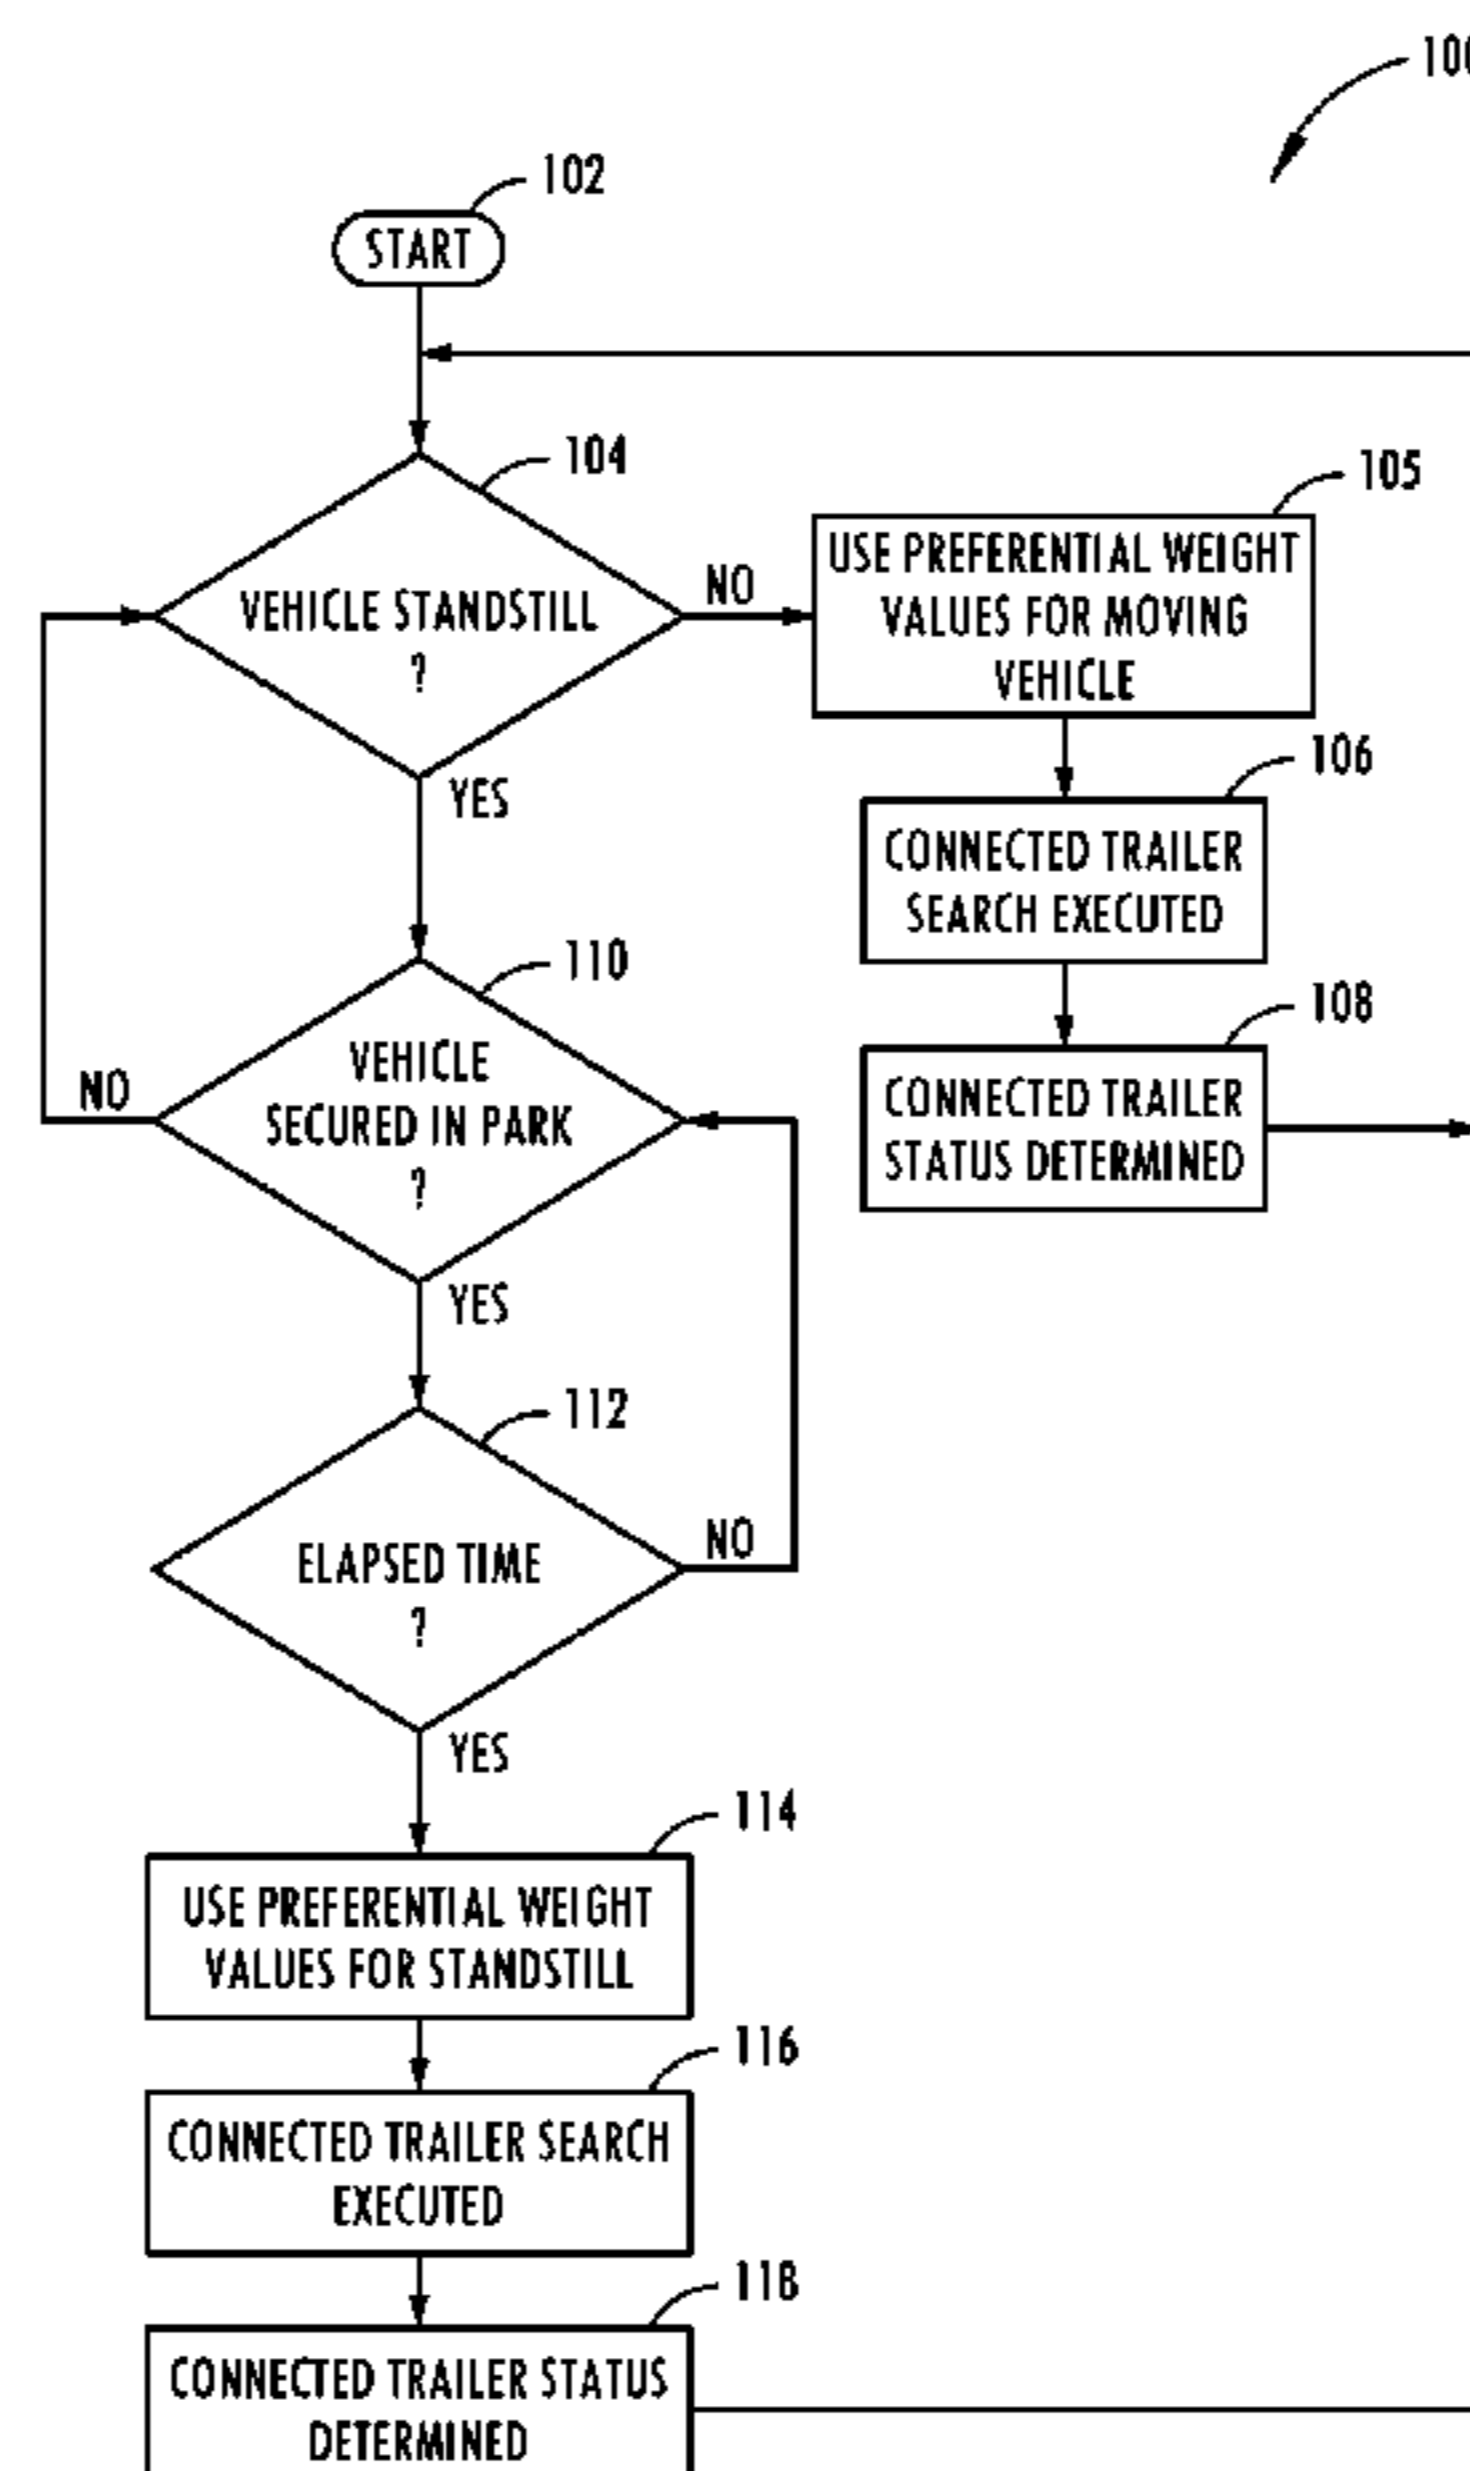 102
START
104
VEHICLE STANDSTILL
?
NO
YES
105
USE PREFERENTIAL WEIGHT
VALUES FOR MOVING
VEHICLE
106
CONNECTED TRAILER
SEARCH EXECUTED
108
CONNECTED TRAILER
STATUS DETERMINED
110
VEHICLE
SECURED IN PARK
?
NO
YES
112
ELAPSED TIME
?
NO
YES
114
USE PREFERENTIAL WEIGHT
VALUES FOR STANDSTILL
116
CONNECTED TRAILER SEARCH
EXECUTED
118
CONNECTED TRAILER STATUS
DETERMINED